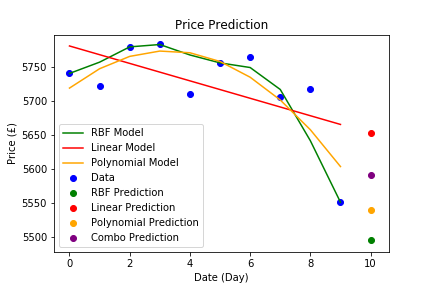 Price Prediction
Price (£)
5750
5700
5650
5600
5550
5500
RBF Model
Linear Model
Polynomial Model
Data
RBF Prediction
Linear Prediction
Polynomial Prediction
Combo Prediction
0 2 4 6 8 10
Date (Day)